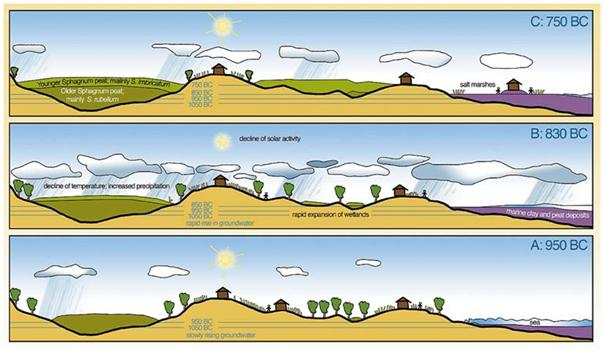 C: 750 BC
Younger Sphagnum peat; mainly S. imbricatum
Older Sphagnum peat;
mainly S. rubellum
750 BC
830 BC
950 BC
1050 BC
salt marshes
B: 830 BC
decline of solar activity
decline of temperature; increased precipitation
850 BC
950 BC
1050 BC
rapid rise in groundwater
rapid expansion of wetlands
marine clay and peat deposits
A: 950 BC
950 BC
1050 BC
slowly rising groundwater
sea